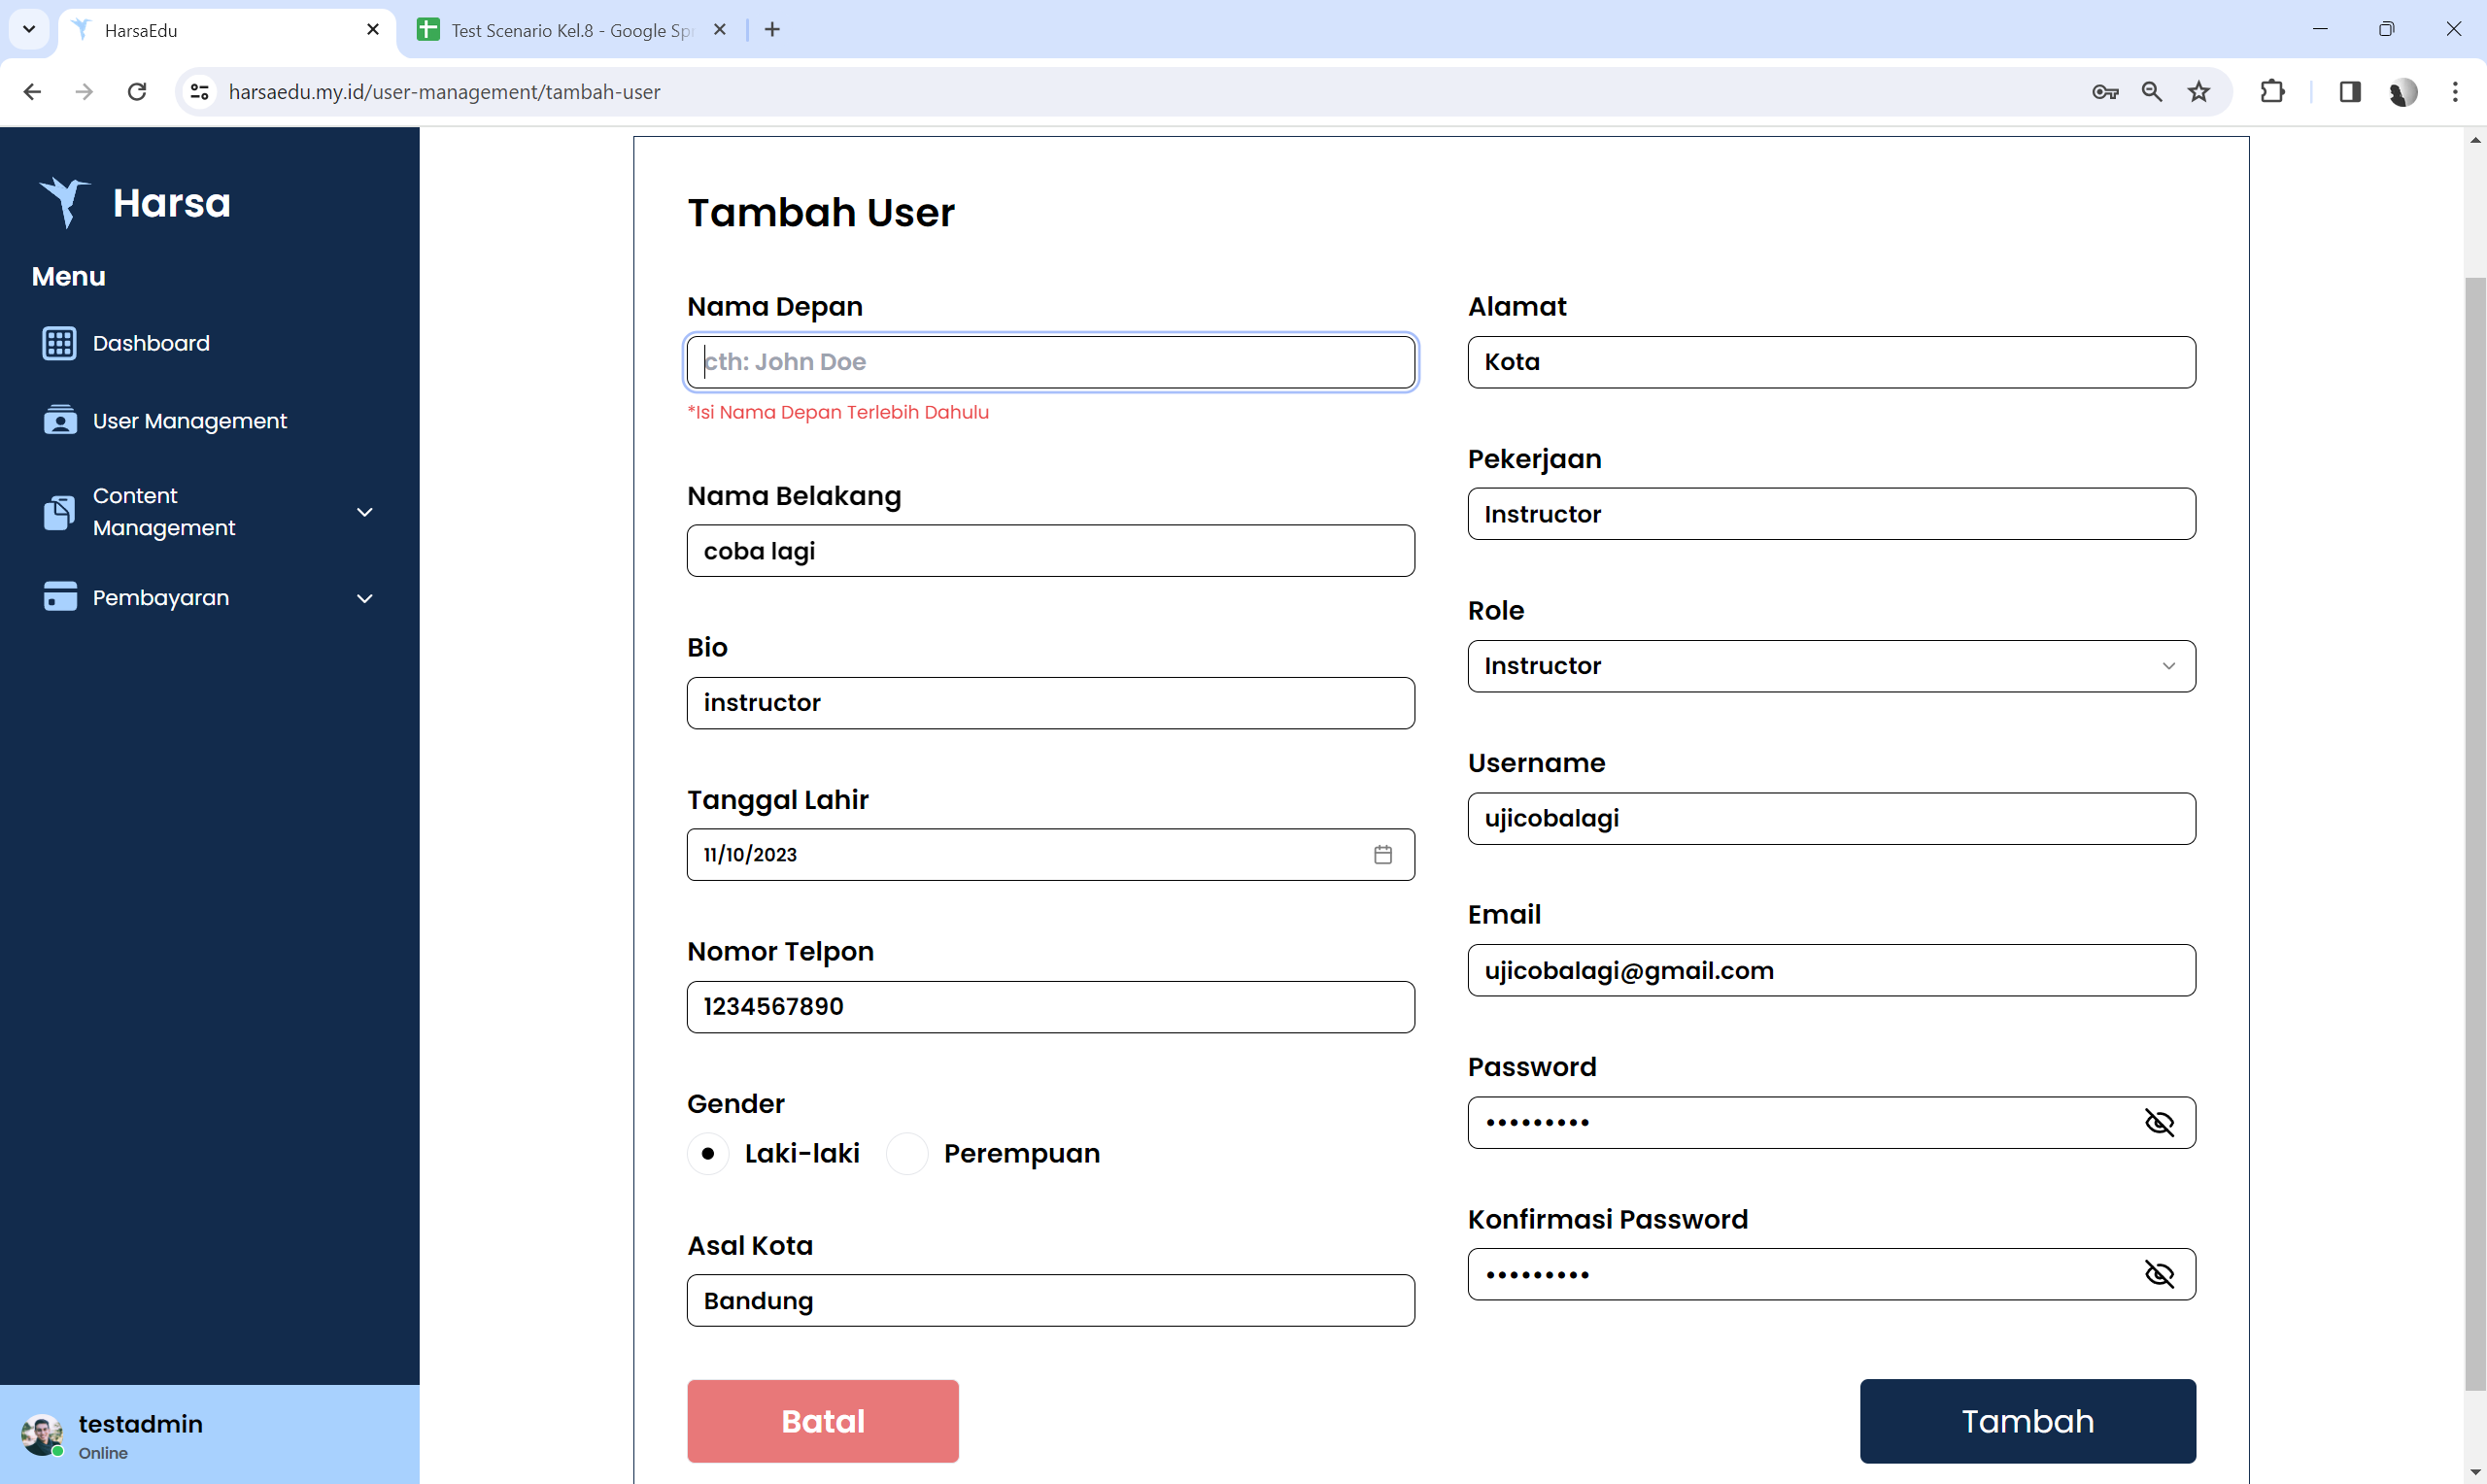 HarsaEdu
Test Scenario Kel.8 - Google Spr
harsaedu.my.id/user-management/tambah-user
Harsa
Menu
Dashboard
User Management
Content
Management
Pembayaran
testadmin
Online
Tambah User
Nama Depan
cth: John Doe
*Isi Nama Depan Terlebih Dahulu
Nama Belakang
coba lagi
Bio
instructor
Tanggal Lahir
11/10/2023
Nomor Telpon
1234567890
Gender
Laki-laki
Perempuan
Asal Kota
Bandung
Batal
Alamat
Kota
Pekerjaan
Instructor
Role
Instructor
Username
ujicobalagi
Email
ujicobalagi@gmail.com
Password
•••••••••
Konfirmasi Password
•••••••••
Tambah